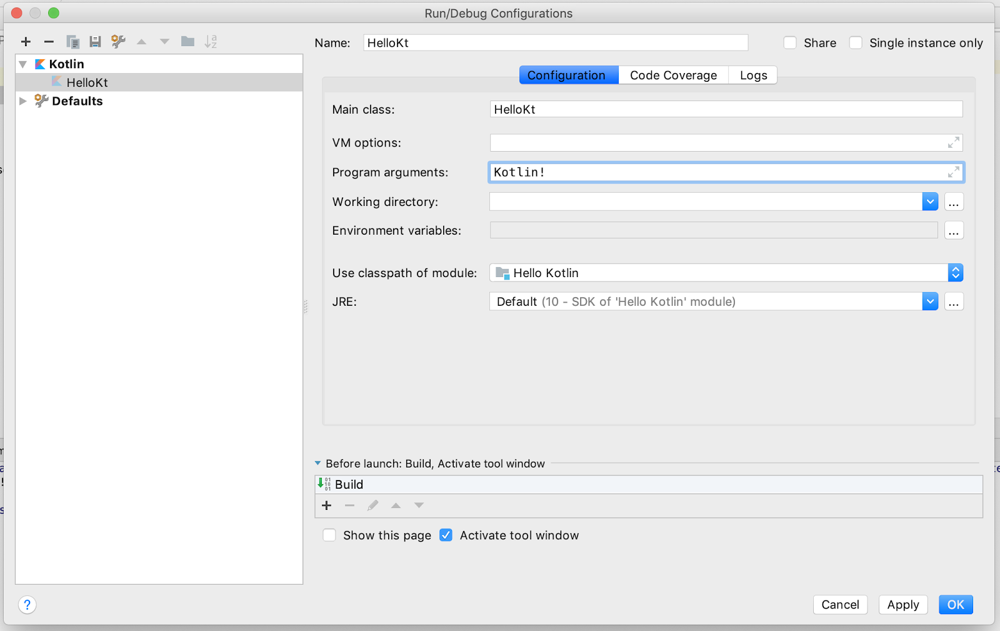 Run/Debug Configurations
Name: HelloKt Share Single instance only
Kotlin
HelloKt
Defaults
Configuration Code Coverage Logs
Main class: HelloKt
VM options:
Program arguments: Kotlin!
Working directory: ...
Environment variables: ...
Use classpath of module: Hello Kotlin
JRE: Default (10 - SDK of 'Hello Kotlin' module) ...
Before launch: Build, Activate tool window
Build
Show this page Activate tool window
? Cancel Apply OK